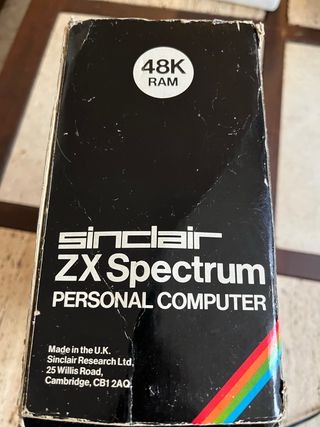 48K
RAM
sinclair
ZX Spectrum
PERSONAL COMPUTER
Made in the U.K.
Sinclair Research Ltd.
25 Willis Road,
Cambridge, CB1 2AQ